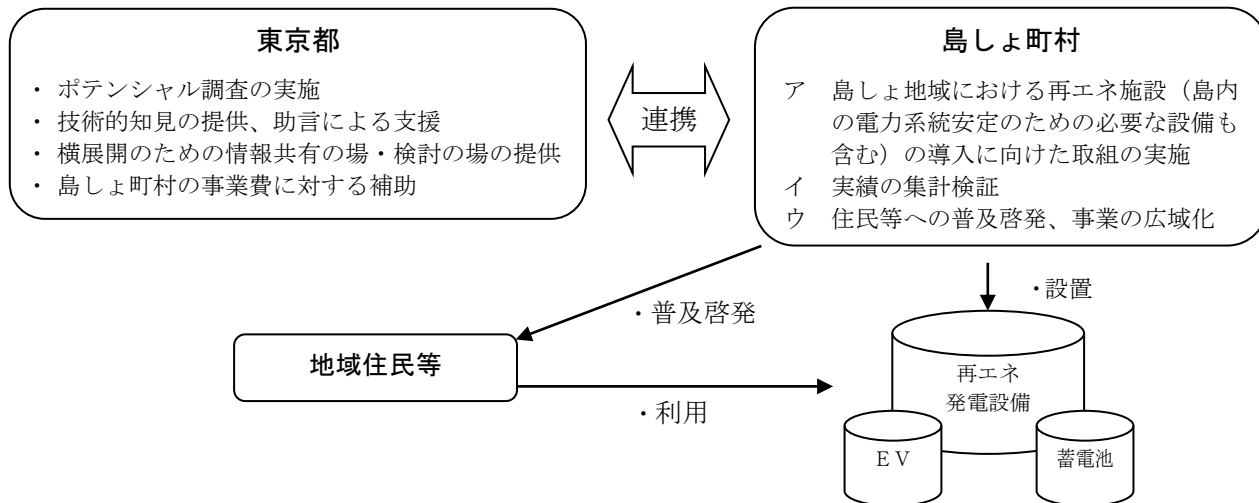 東京都
・ ポテンシャル調査の実施
・ 技術的知見の提供、助言による支援
・ 横展開のための情報共有の場・検討の場の提供
・ 島しょ町村の事業費に対する補助
連携
島しょ町村
ア 島しょ地域における再エネ施設（島内
の電力系統安定のための必要な設備も
含む）の導入に向けた取組の実施
イ 実績の集計検証
ウ 住民等への普及啓発、事業の広域化
・普及啓発
・設置
地域住民等
・利用
再エネ
発電設備
ＥＶ
蓄電池